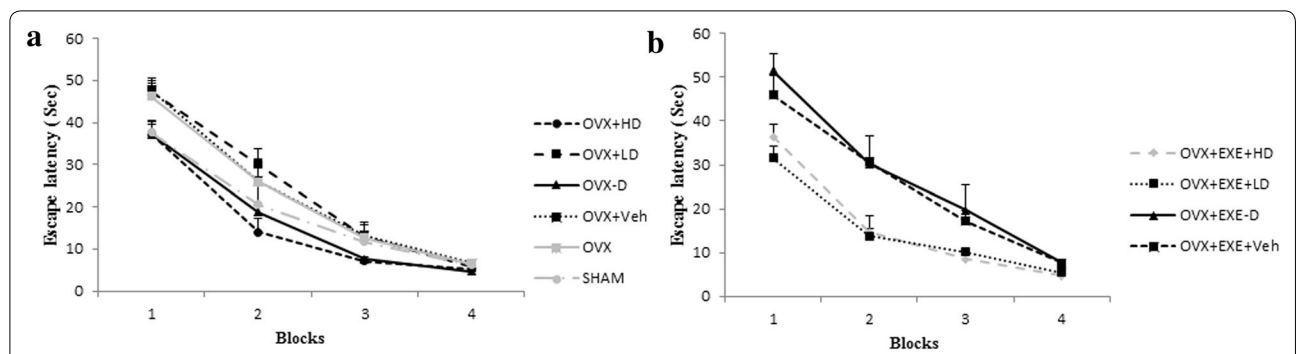 a
60
50
40
30
20
10
0
Escape latency ( Sec)
1 2 3 4
Blocks
OVX+HD
OVX+LD
OVX-D
OVX+Veh
OVX
SHAM
b
60
50
40
30
20
10
0
Escape latency ( Sec)
1 2 3 4
Blocks
OVX+EXE+HD
OVX+EXE+LD
OVX+EXE-D
OVX+EXE+Veh